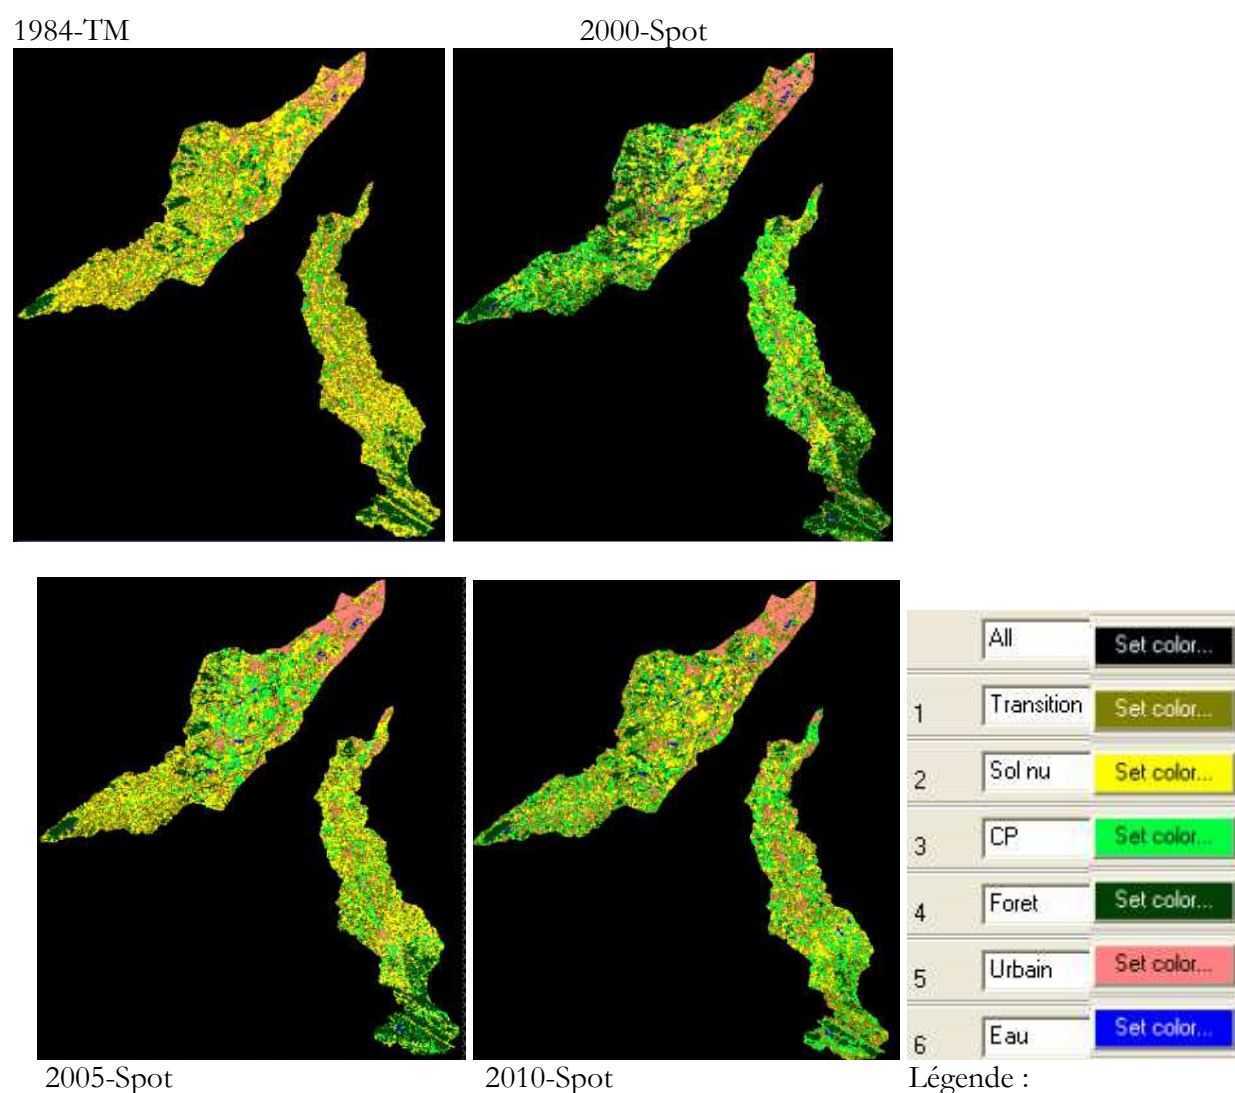 1984-TM 2000-Spot
All Set color...
1 Transition Set color...
2 Sol nu Set color...
3 CP Set color...
4 Foret Set color...
5 Urbain Set color...
6 Eau Set color...
2005-Spot 2010-Spot Légende :